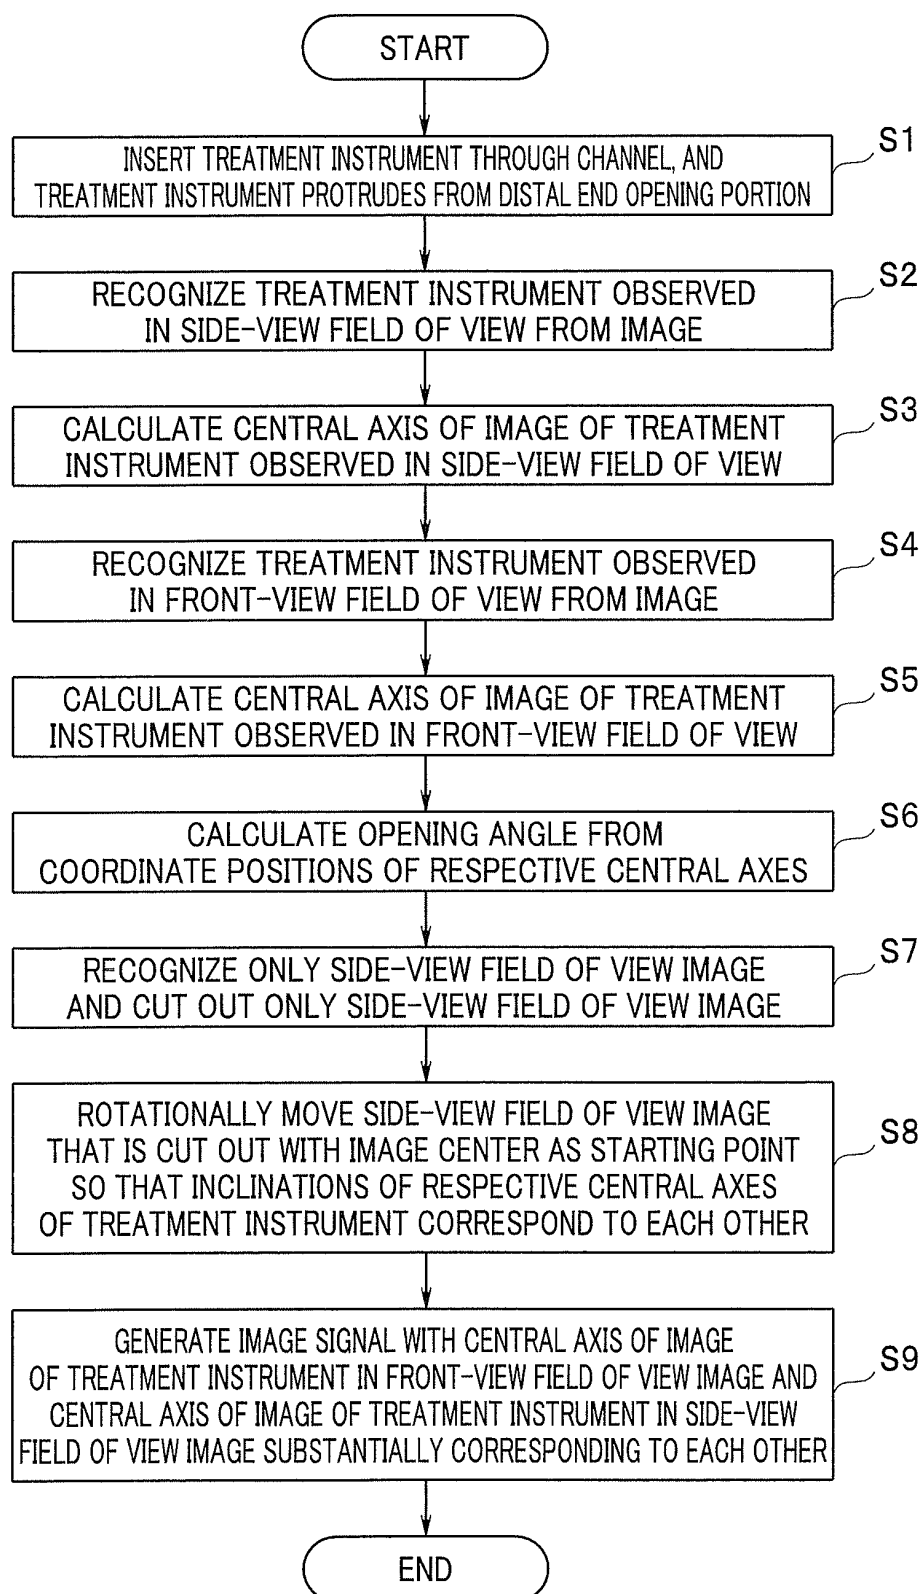 START
S1
INSERT TREATMENT INSTRUMENT THROUGH CHANNEL, AND
TREATMENT INSTRUMENT PROTRUDES FROM DISTAL END OPENING PORTION
S2
RECOGNIZE TREATMENT INSTRUMENT OBSERVED
IN SIDE-VIEW FIELD OF VIEW FROM IMAGE
S3
CALCULATE CENTRAL AXIS OF IMAGE OF TREATMENT
INSTRUMENT OBSERVED IN SIDE-VIEW FIELD OF VIEW
S4
RECOGNIZE TREATMENT INSTRUMENT OBSERVED
IN FRONT-VIEW FIELD OF VIEW FROM IMAGE
S5
CALCULATE CENTRAL AXIS OF IMAGE OF TREATMENT
INSTRUMENT OBSERVED IN FRONT-VIEW FIELD OF VIEW
S6
CALCULATE OPENING ANGLE FROM
COORDINATE POSITIONS OF RESPECTIVE CENTRAL AXES
S7
RECOGNIZE ONLY SIDE-VIEW FIELD OF VIEW IMAGE
AND CUT OUT ONLY SIDE-VIEW FIELD OF VIEW IMAGE
S8
ROTATIONALLY MOVE SIDE-VIEW FIELD OF VIEW IMAGE
THAT IS CUT OUT WITH IMAGE CENTER AS STARTING POINT
SO THAT INCLINATIONS OF RESPECTIVE CENTRAL AXES
OF TREATMENT INSTRUMENT CORRESPOND TO EACH OTHER
S9
GENERATE IMAGE SIGNAL WITH CENTRAL AXIS OF IMAGE
OF TREATMENT INSTRUMENT IN FRONT-VIEW FIELD OF VIEW IMAGE AND
CENTRAL AXIS OF IMAGE OF TREATMENT INSTRUMENT IN SIDE-VIEW
FIELD OF VIEW IMAGE SUBSTANTIALLY CORRESPONDING TO EACH OTHER
END